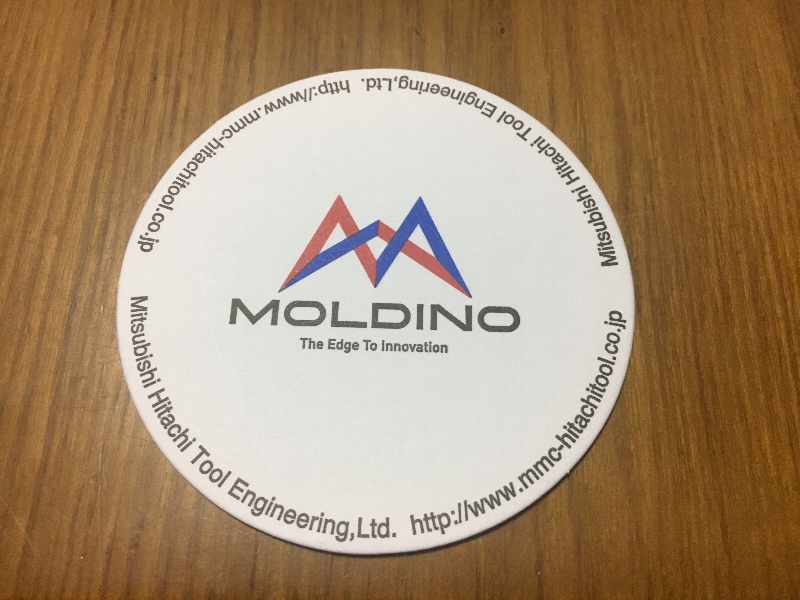 Mitsubishi Hitachi Tool Engineering,Ltd. http://www.mmc-hitachitool.co.jp
MOLDINO
The Edge To Innovation
Mitsubishi Hitachi Tool Engineering,Ltd. http://www.mmc-hitachitool.co.jp